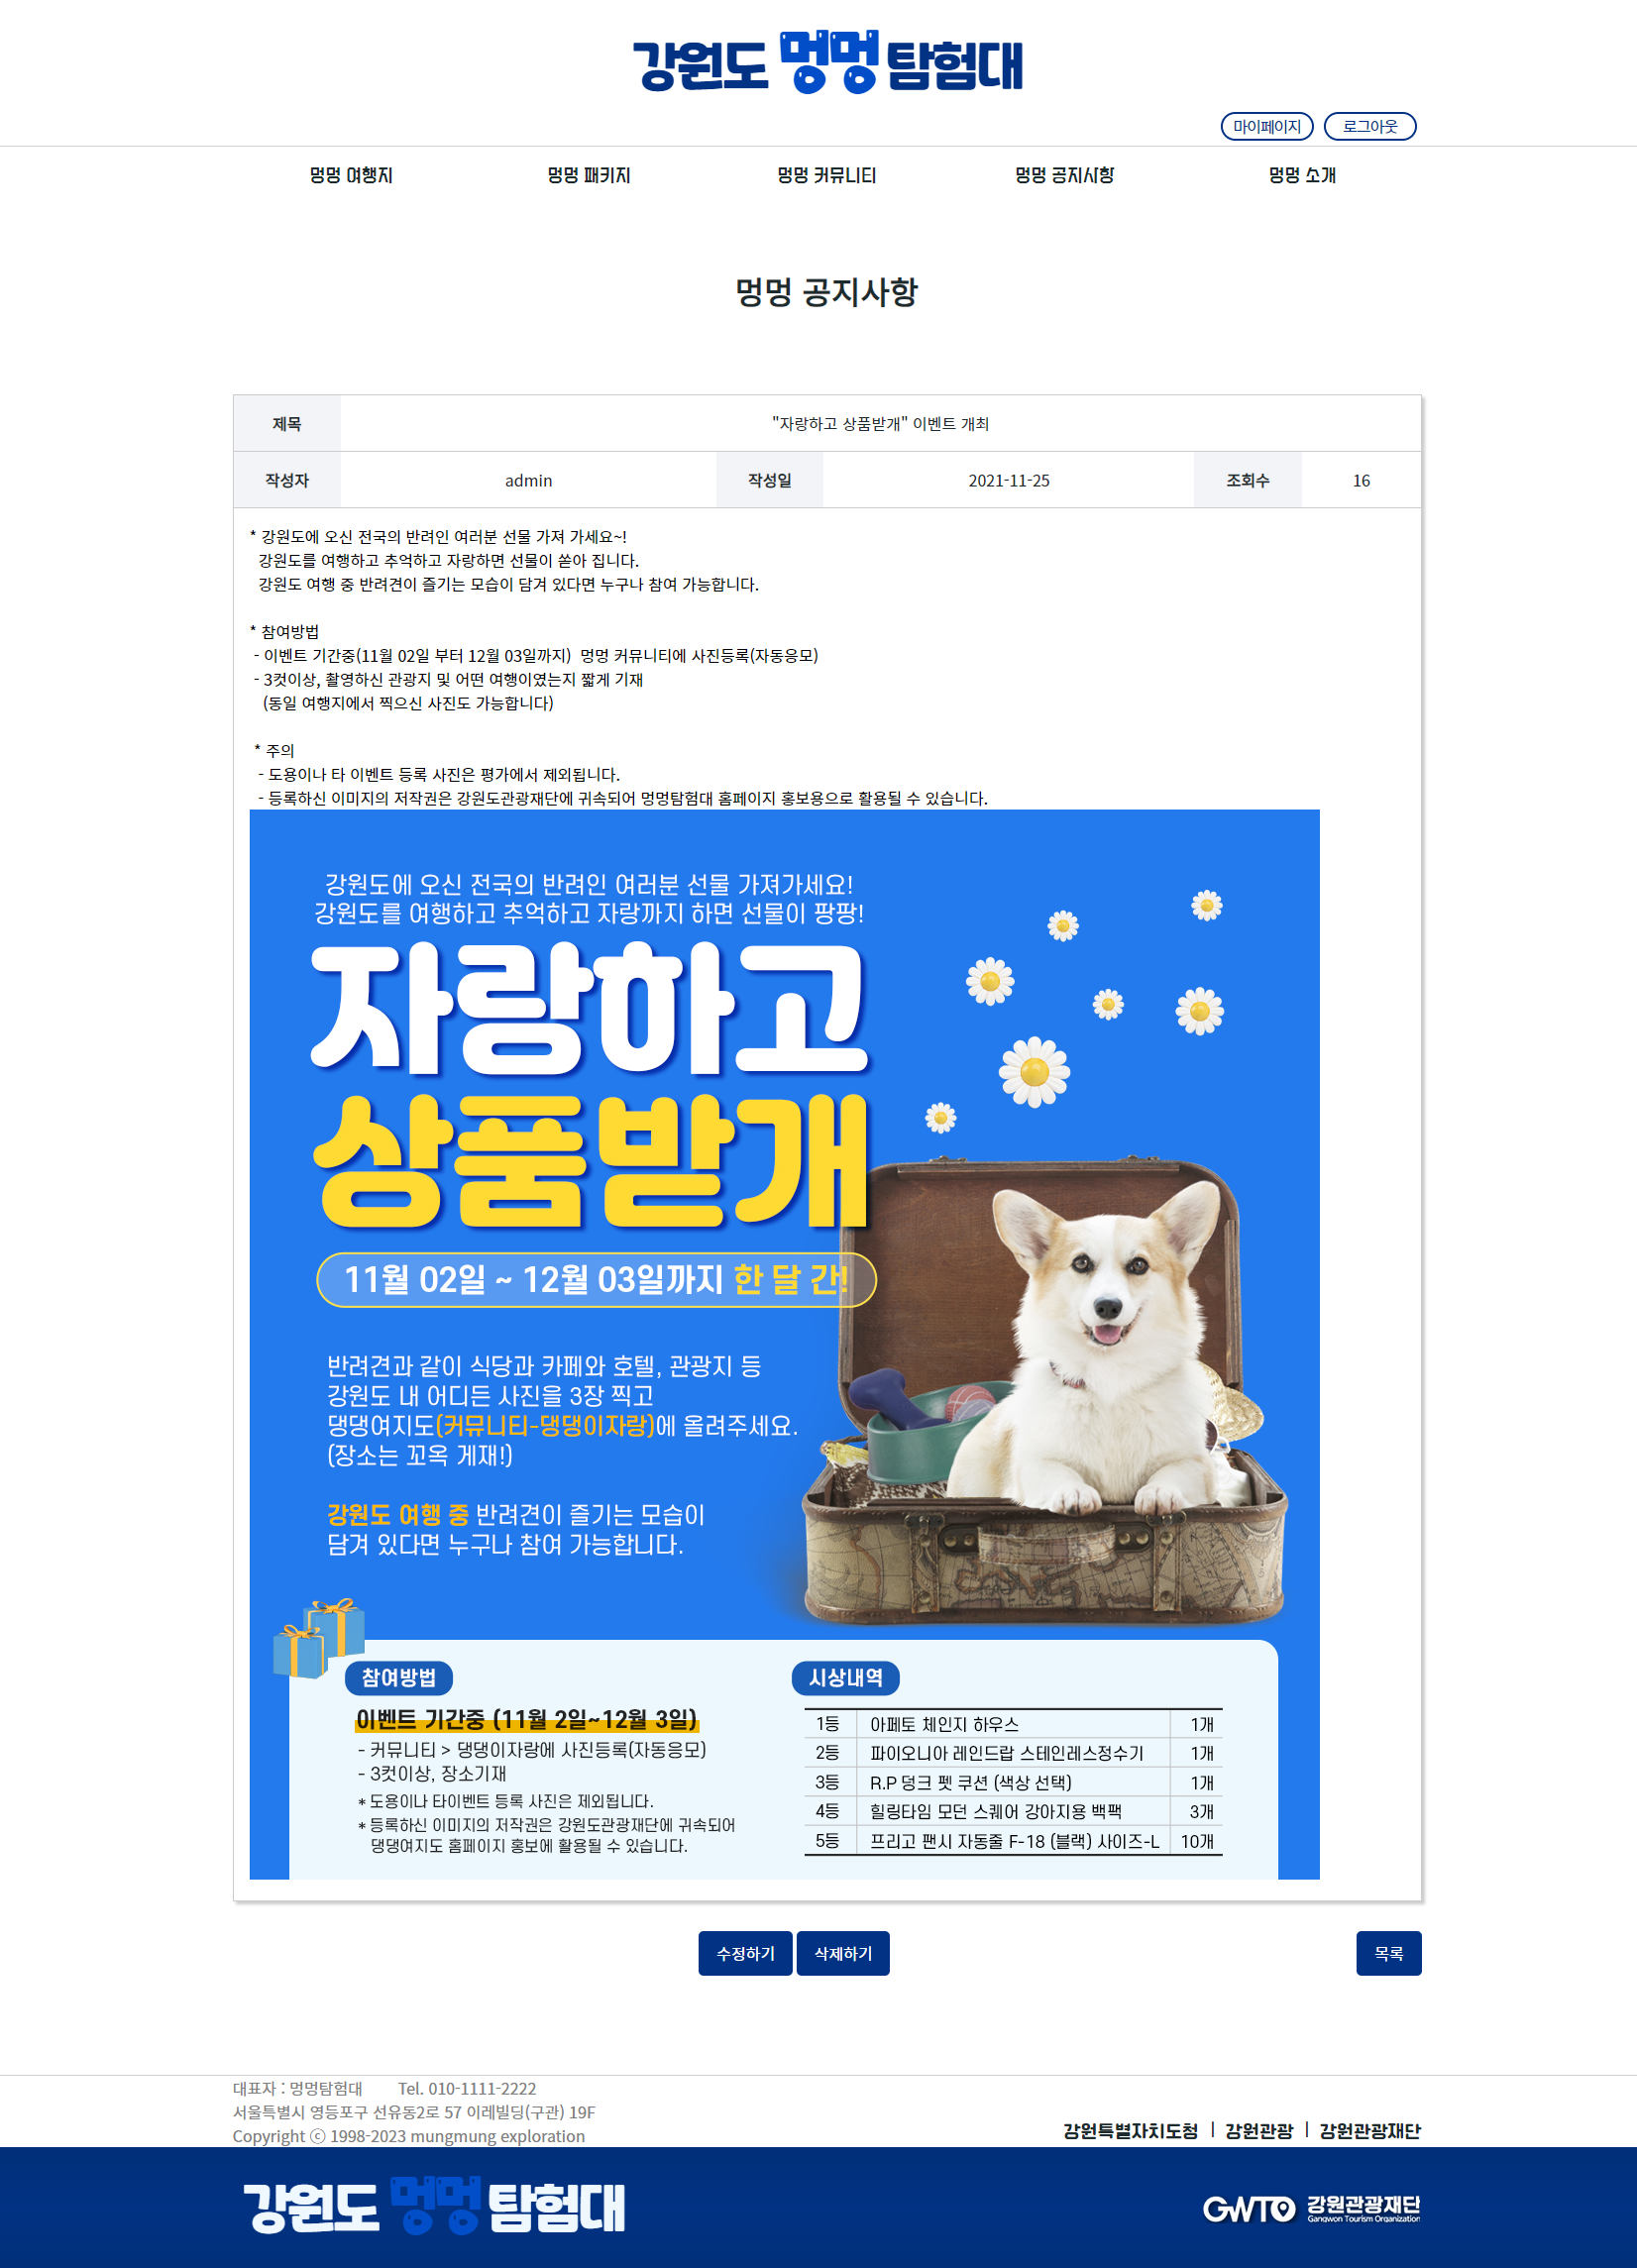 강원도 멍멍 탐험대
마이페이지 로그아웃
멍멍 여행지 멍멍 패키지 멍멍 커뮤니티 멍멍 공지사항 멍멍 소개
멍멍 공지사항
제목 "자랑하고 상품받개" 이벤트 개최
작성자 admin 작성일 2021-11-25 조회수 16
* 강원도에 오신 전국의 반려인 여러분 선물 가져 가세요~!
강원도를 여행하고 추억하고 자랑하면 선물이 쏟아 집니다.
강원도 여행 중 반려견이 즐기는 모습이 담겨 있다면 누구나 참여 가능합니다.
* 참여방법
- 이벤트 기간중(11월 02일 부터 12월 03일까지) 멍멍 커뮤니티에 사진등록(자동응모)
- 3컷이상, 촬영하신 관광지 및 어떤 여행이였는지 짧게 기재
(동일 여행지에서 찍으신 사진도 가능합니다)
* 주의
- 도용이나 타 이벤트 등록 사진은 평가에서 제외됩니다.
- 등록하신 이미지의 저작권은 강원도관광재단에 귀속되어 멍멍탐험대 홈페이지 홍보용으로 활용될 수 있습니다.
강원도에 오신 전국의 반려인 여러분 선물 가져가세요!
강원도를 여행하고 추억하고 자랑까지 하면 선물이 팡팡!
자랑하고
상품받개
11월 02일 ~ 12월 03일까지 한 달 간!
반려견과 같이 식당과 카페와 호텔, 관광지 등
강원도 내 어디든 사진을 3장 찍고
댕댕여지도(커뮤니티-댕댕이자랑)에 올려주세요.
(장소는 꼬옥 게재!)
강원도 여행 중 반려견이 즐기는 모습이
담겨 있다면 누구나 참여 가능합니다.
참여방법
이벤트 기간중 (11월 2일~12월 3일)
- 커뮤니티 > 댕댕이자랑에 사진등록(자동응모)
- 3컷이상, 장소기재
* 도용이나 타이벤트 등록 사진은 제외됩니다.
* 등록하신 이미지의 저작권은 강원도관광재단에 귀속되어
댕댕여지도 홈페이지 홍보에 활용될 수 있습니다.
시상내역
1등 아페토 체인지 하우스 1개
2등 파이오니아 레인드랍 스테인레스정수기 1개
3등 R.P 덩크 펫 쿠션 (색상 선택) 1개
4등 힐링타임 모던 스퀘어 강아지용 백팩 3개
5등 프리고 팬시 자동줄 F-18 (블랙) 사이즈-L 10개
수정하기 삭제하기 목록
대표자 : 멍멍탐험대 Tel. 010-1111-2222
서울특별시 영등포구 선유동2로 57 이레빌딩(구관) 19F
Copyright ⓒ 1998-2023 mungmung exploration
강원특별자치도청 | 강원관광 | 강원관광재단
강원도 멍멍 탐험대
GWTO 강원관광재단
Gangwon Tourism Organization